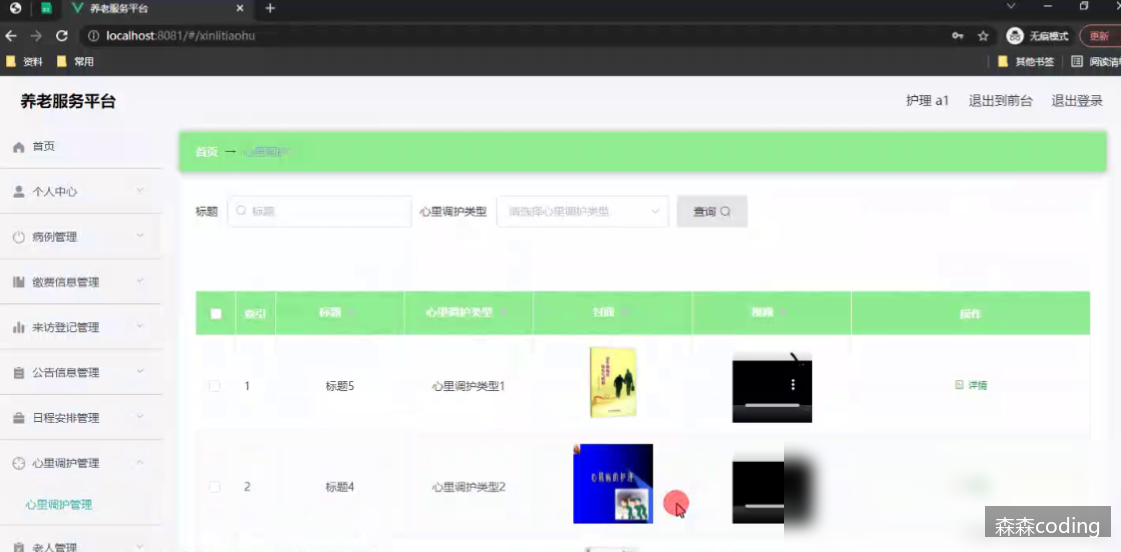 养老服务平台
localhost:8081/#/xinlitiaohu
无痕模式
更新
资料
常用
其他书签
阅读清
养老服务平台
护理 a1
退出到前台
退出登录
首页
个人中心
病例管理
缴费信息管理
来访登记管理
公告信息管理
日程安排管理
心里调护管理
心里调护管理
老人管理
首页 → 心里调护
标题
标题
心里调护类型
请选择心里调护类型
查询
索引 标题 心里调护类型 封面 视频 操作
1 标题5 心里调护类型1 详情
2 标题4 心里调护类型2
森森coding